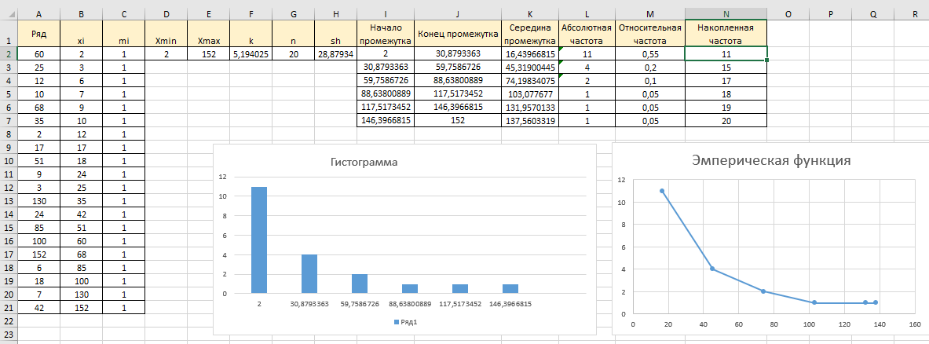 A B C D E F G H I J K L M N O P Q R
1 Ряд xi mi Xmin Xmax k n sh Начало промежутка Конец промежутка Середина промежутка Абсолютная частота Относительная частота Накопленная частота
2 60 2 1 2 152 5,194025 20 28,87934 2 30,8793363 16,43966815 11 0,55 11
3 25 3 1 30,8793363 59,7586726 45,31900445 4 0,2 15
4 12 6 1 59,7586726 88,63800889 74,19834075 2 0,1 17
5 10 7 1 88,63800889 117,5173452 103,077677 1 0,05 18
6 68 9 1 117,5173452 146,3966815 131,9570133 1 0,05 19
7 35 10 1 146,3966815 152 137,5603319 1 0,05 20
8 2 12 1
9 17 17 1
10 51 18 1
11 9 24 1
12 3 25 1
13 130 35 1
14 24 42 1
15 85 51 1
16 100 60 1
17 152 68 1
18 6 85 1
19 18 100 1
20 7 130 1
21 42 152 1
22
23
Гистограмма
12
10
8
6
4
2
0
2 30,8793363 59,7586726 88,63800889 117,5173452 146,3966815
Ряд1
Эмперическая функция
12
10
8
6
4
2
0
0 20 40 60 80 100 120 140 160